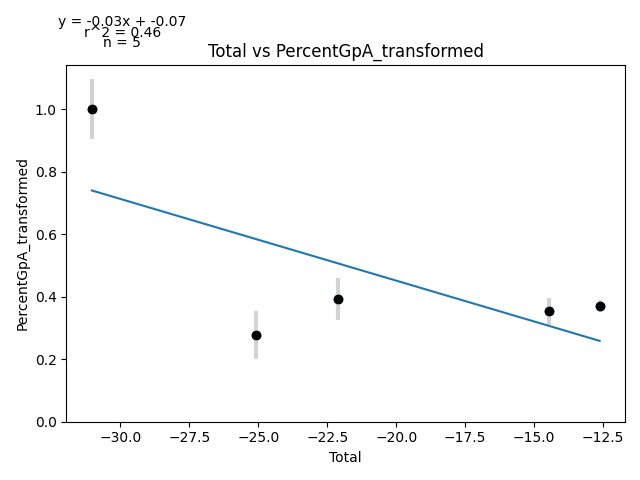 y = -0.03x + -0.07
r^2 = 0.46
n = 5
Total vs PercentGpA_transformed
PercentGpA_transformed
1.0
0.8
0.6
0.4
0.2
0.0
−30.0 −27.5 −25.0 −22.5 −20.0 −17.5 −15.0 −12.5
Total